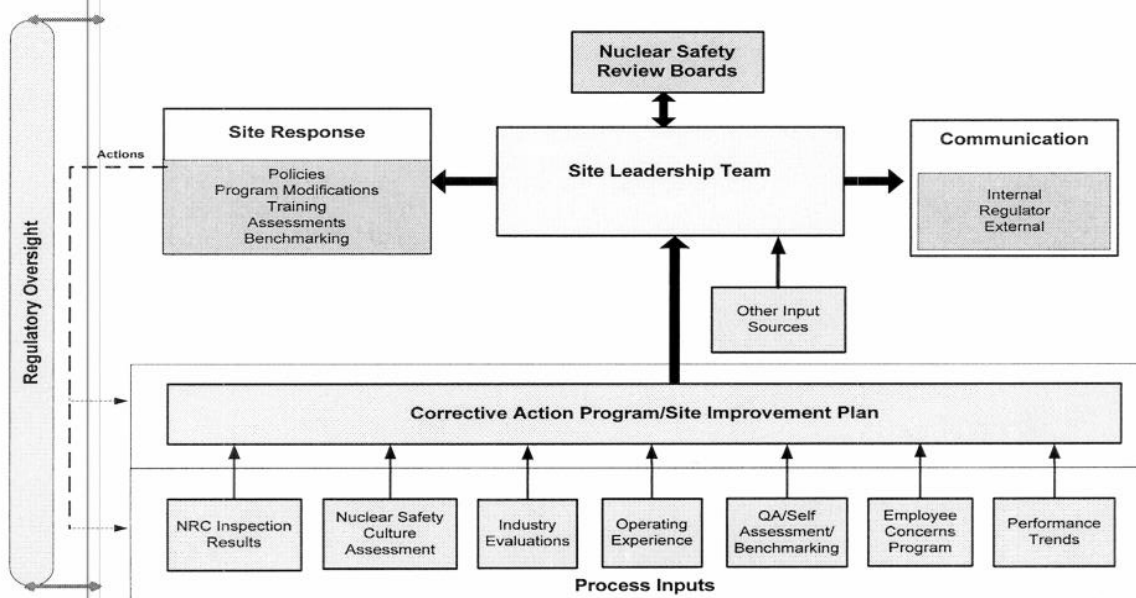 Nuclear Safety
Review Boards
Site Response
Policies
Program Modifications
Training
Assessments
Benchmarking
Actions
Site Leadership Team
Communication
Internal
Regulator
External
Other Input
Sources
Regulatory Oversight
Corrective Action Program/Site Improvement Plan
NRC Inspection
Results
Nuclear Safety
Culture
Assessment
Industry
Evaluations
Operating
Experience
QA/Self
Assessment/
Benchmarking
Employee
Concerns
Program
Performance
Trends
Process Inputs